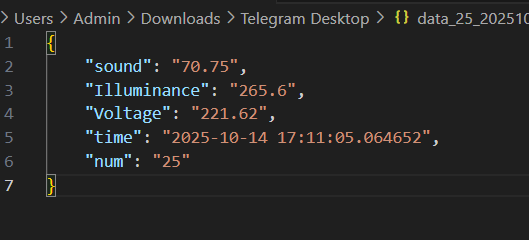 > Users > Admin > Downloads > Telegram Desktop > {} data_25_20251
1 {
2     "sound": "70.75",
3     "Illuminance": "265.6",
4     "Voltage": "221.62",
5     "time": "2025-10-14 17:11:05.064652",
6     "num": "25"
7 }